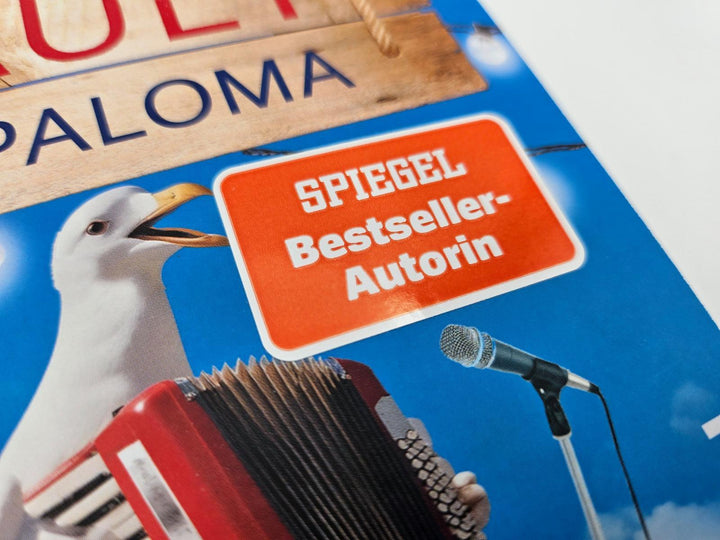 PALOMA
SPIEGEL
Bestseller-
Autorin